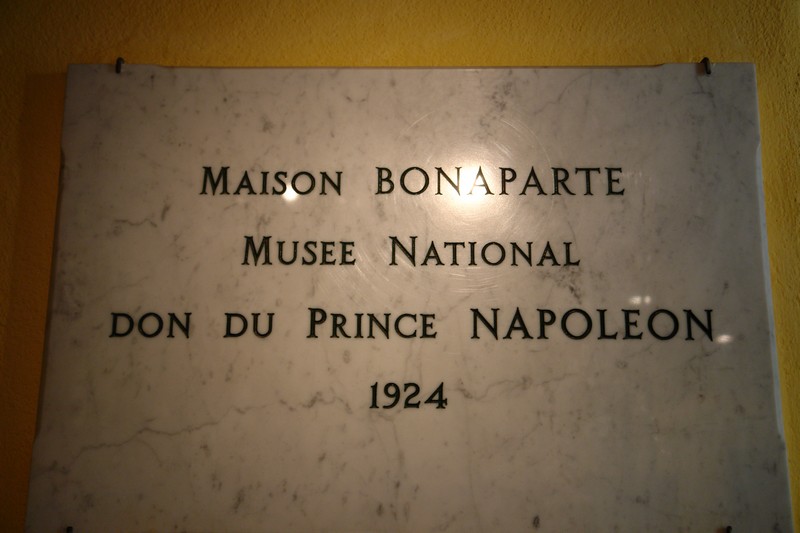 MAISON BONAPARTE
MUSEE NATIONAL
DON DU PRINCE NAPOLEON
1924